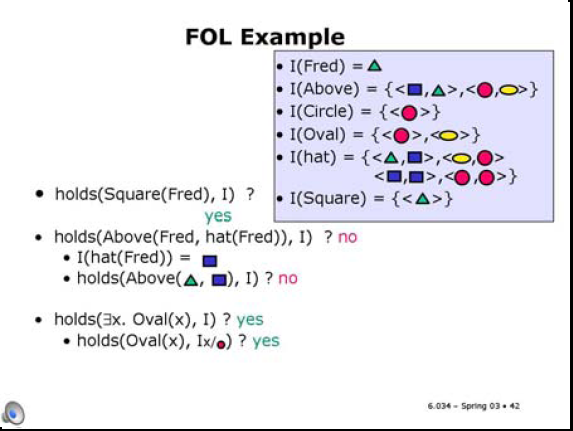 FOL Example
• I(Fred) =
• I(Above) = {< , >,< , >}
• I(Circle) = {< >}
• I(Oval) = {< >,< >}
• I(hat) = {< , >,< , >
< , >,< , >}
• I(Square) = {< >}
• holds(Square(Fred), I) ?
yes
• holds(Above(Fred, hat(Fred)), I) ? no
• I(hat(Fred)) =
• holds(Above( , ), I) ? no
• holds(∃x. Oval(x), I) ? yes
• holds(Oval(x), Ix/ ) ? yes
6.034 – Spring 03 • 42